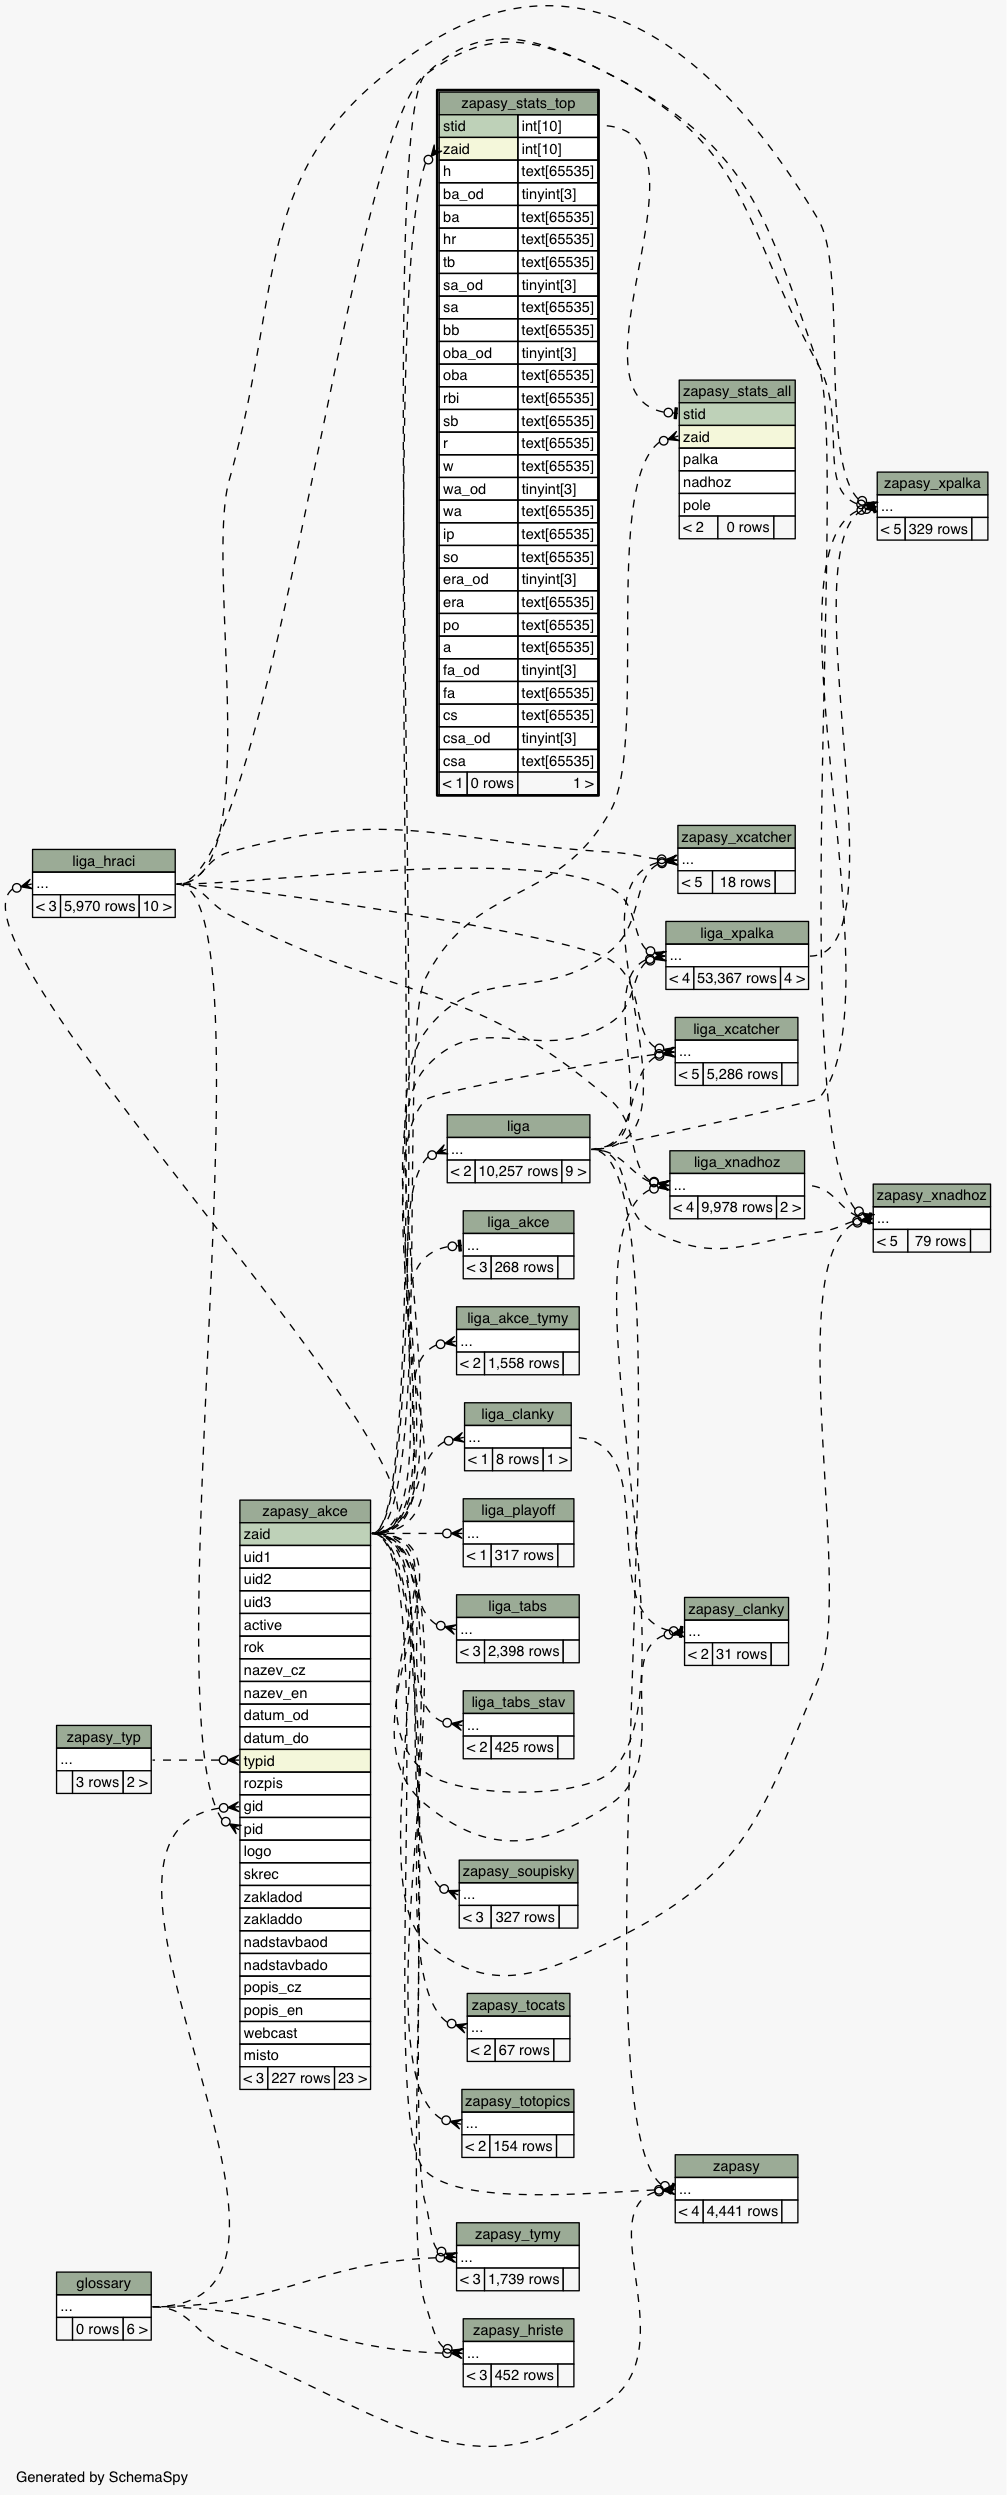 zapasy_stats_top
stid int[10]
zaid int[10]
h text[65535]
ba_od tinyint[3]
ba text[65535]
hr text[65535]
tb text[65535]
sa_od tinyint[3]
sa text[65535]
bb text[65535]
oba_od tinyint[3]
oba text[65535]
rbi text[65535]
sb text[65535]
r text[65535]
w text[65535]
wa_od tinyint[3]
wa text[65535]
ip text[65535]
so text[65535]
era_od tinyint[3]
era text[65535]
po text[65535]
a text[65535]
fa_od tinyint[3]
fa text[65535]
cs text[65535]
csa_od tinyint[3]
csa text[65535]
< 1 0 rows 1 >
zapasy_stats_all
stid
zaid
palka
nadhoz
pole
< 2 0 rows
zapasy_xpalka
...
< 5 329 rows
liga_hraci
...
< 3 5,970 rows 10 >
zapasy_xcatcher
...
< 5 18 rows
liga_xpalka
...
< 4 53,367 rows 4 >
liga_xcatcher
...
< 5 5,286 rows
liga
...
< 2 10,257 rows 9 >
liga_xnadhoz
...
< 4 9,978 rows 2 >
zapasy_xnadhoz
...
< 5 79 rows
liga_akce
...
< 3 268 rows
liga_akce_tymy
...
< 2 1,558 rows
liga_clanky
...
< 1 8 rows 1 >
liga_playoff
...
< 1 317 rows
liga_tabs
...
< 3 2,398 rows
zapasy_clanky
...
< 2 31 rows
liga_tabs_stav
...
< 2 425 rows
zapasy_akce
zaid
uid1
uid2
uid3
active
rok
nazev_cz
nazev_en
datum_od
datum_do
typid
rozpis
gid
pid
logo
skrec
zakladod
zakladdo
nadstavbaod
nadstavbado
popis_cz
popis_en
webcast
misto
< 3 227 rows 23 >
zapasy_typ
...
3 rows 2 >
zapasy_soupisky
...
< 3 327 rows
zapasy_tocats
...
< 2 67 rows
zapasy_totopics
...
< 2 154 rows
zapasy
...
< 4 4,441 rows
zapasy_tymy
...
< 3 1,739 rows
glossary
...
0 rows 6 >
zapasy_hriste
...
< 3 452 rows
Generated by SchemaSpy